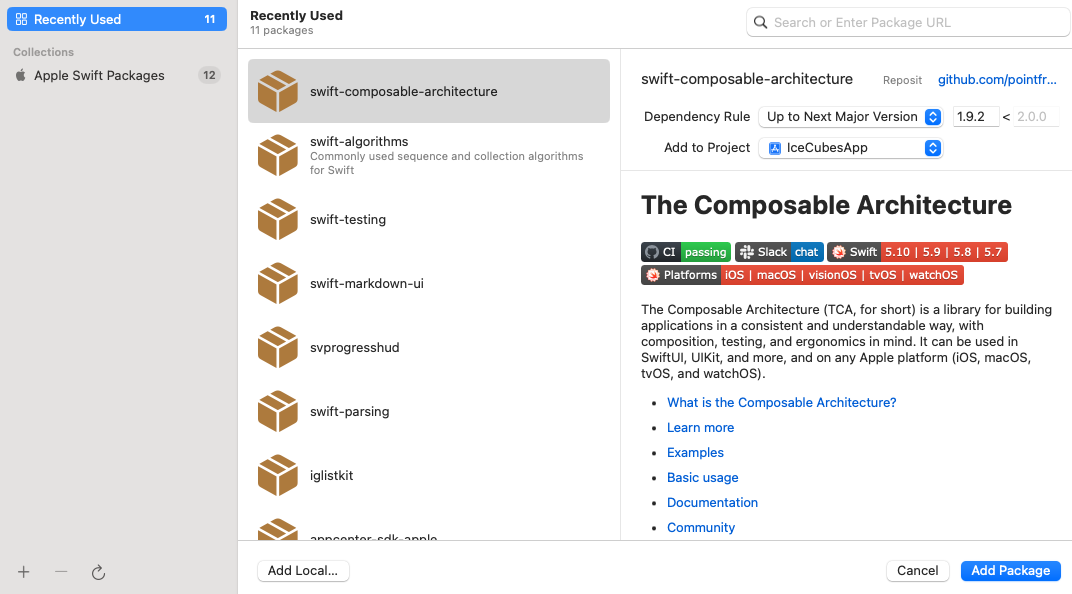 Recently Used 11
Collections
Apple Swift Packages 12
Recently Used
11 packages
Search or Enter Package URL
swift-composable-architecture
swift-algorithms
Commonly used sequence and collection algorithms
for Swift
swift-testing
swift-markdown-ui
svprogresshud
swift-parsing
iglistkit
appcenter-sdk-apple
swift-composable-architecture Reposit github.com/pointfr...
Dependency Rule Up to Next Major Version 1.9.2 < 2.0.0
Add to Project IceCubesApp
The Composable Architecture
CI passing Slack chat Swift 5.10 | 5.9 | 5.8 | 5.7
Platforms iOS | macOS | visionOS | tvOS | watchOS
The Composable Architecture (TCA, for short) is a library for building
applications in a consistent and understandable way, with
composition, testing, and ergonomics in mind. It can be used in
SwiftUI, UIKit, and more, and on any Apple platform (iOS, macOS,
tvOS, and watchOS).
• What is the Composable Architecture?
• Learn more
• Examples
• Basic usage
• Documentation
• Community
Add Local...
Cancel
Add Package